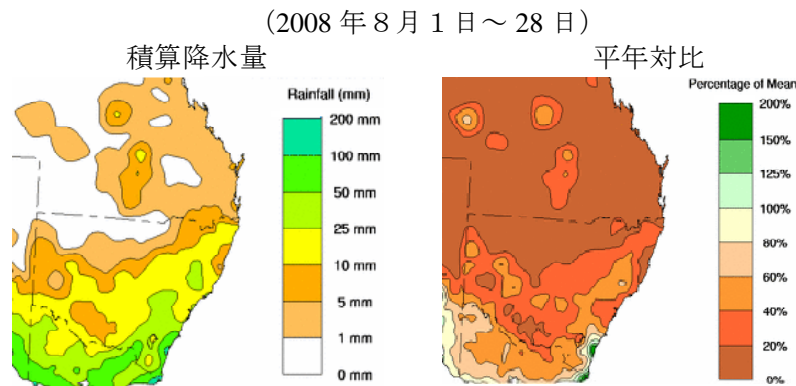 （2008 年８月１日～ 28 日）
積算降水量
平年対比
Rainfall (mm)
200 mm
100 mm
50 mm
25 mm
10 mm
5 mm
1 mm
0 mm
Percentage of Mean
200%
150%
125%
100%
80%
60%
40%
20%
0%